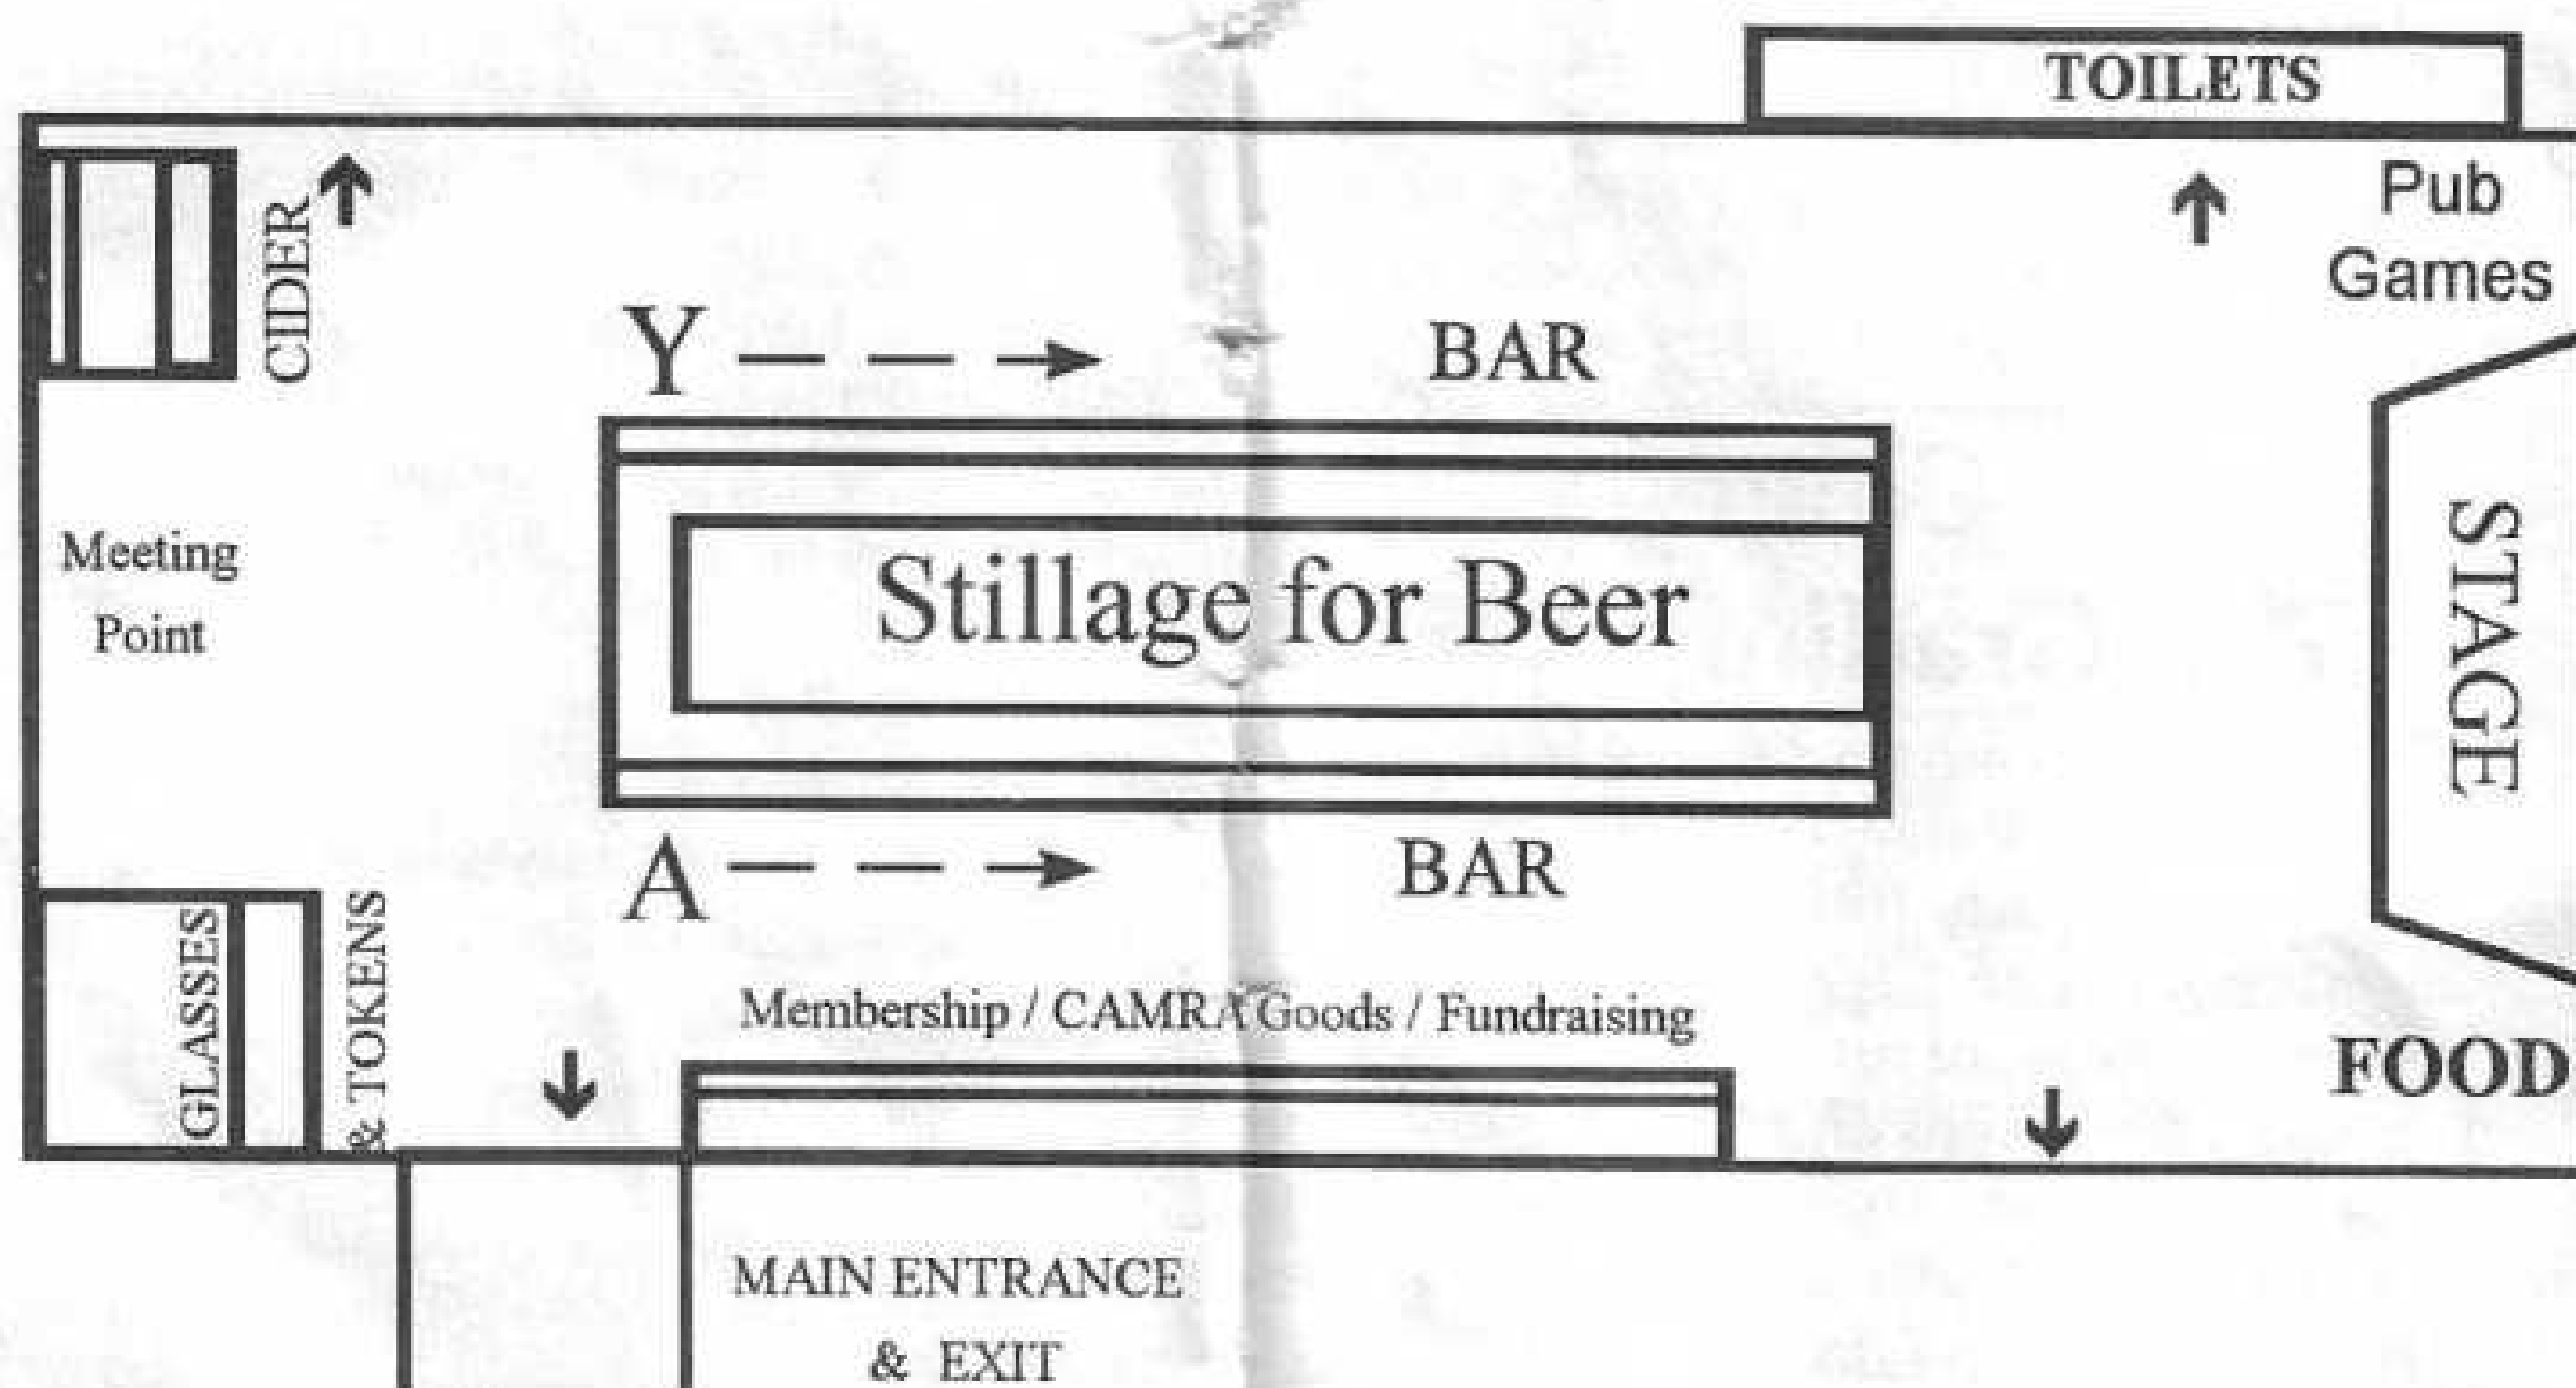 TOILETS
Pub
Games
CIDER
Y
BAR
Meeting
Point
Stillage for Beer
STAGE
A
BAR
GLASSES
& TOKENS
Membership / CAMRA Goods / Fundraising
FOOD
MAIN ENTRANCE
& EXIT